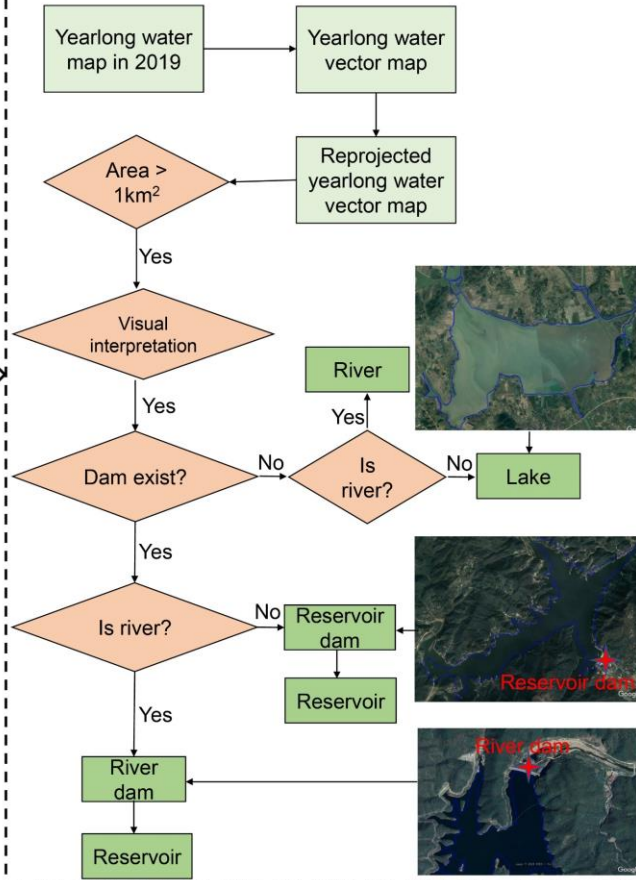 Yearlong water
map in 2019
Yearlong water
vector map
Area >
1km²
Reprojected
yearlong water
vector map
Yes
Visual
interpretation
River
Yes
Yes
Dam exist?
No
Is
river?
No
Lake
Yes
Is river?
No
Reservoir
dam
Reservoir dam
Reservoir
Yes
River dam
River
dam
Reservoir